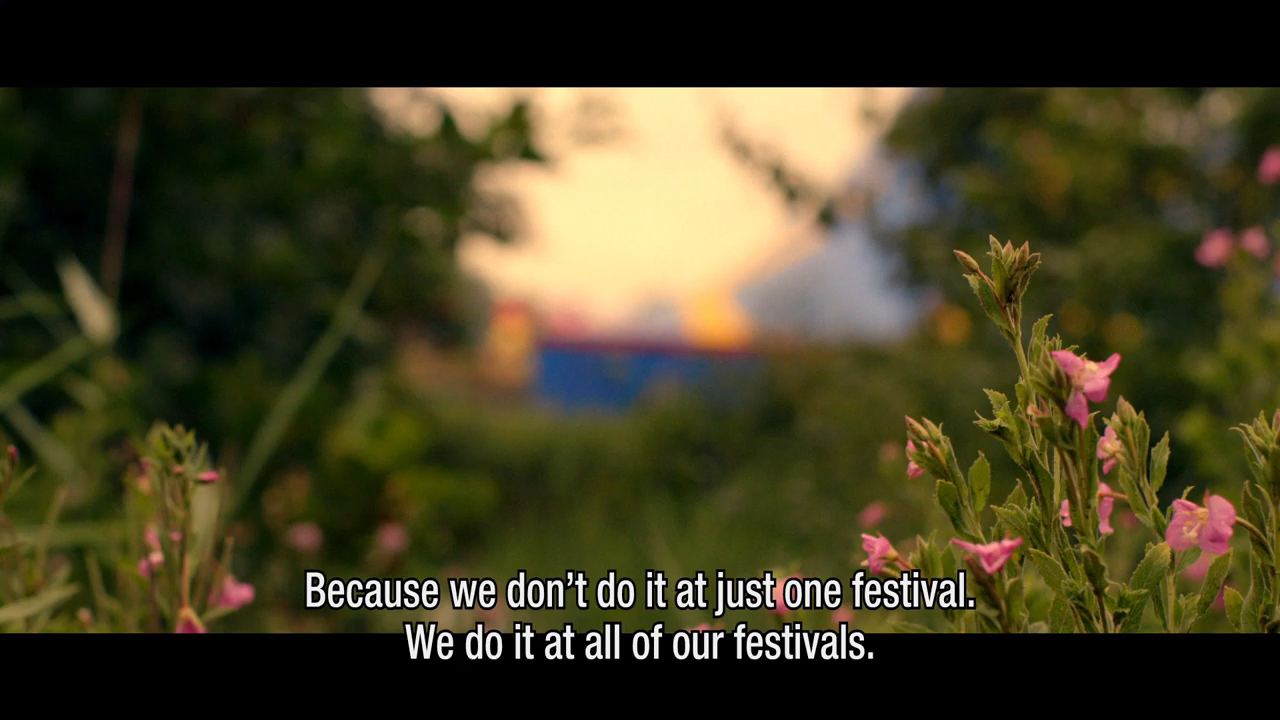 Because we don't do it at just one festival.
We do it at all of our festivals.